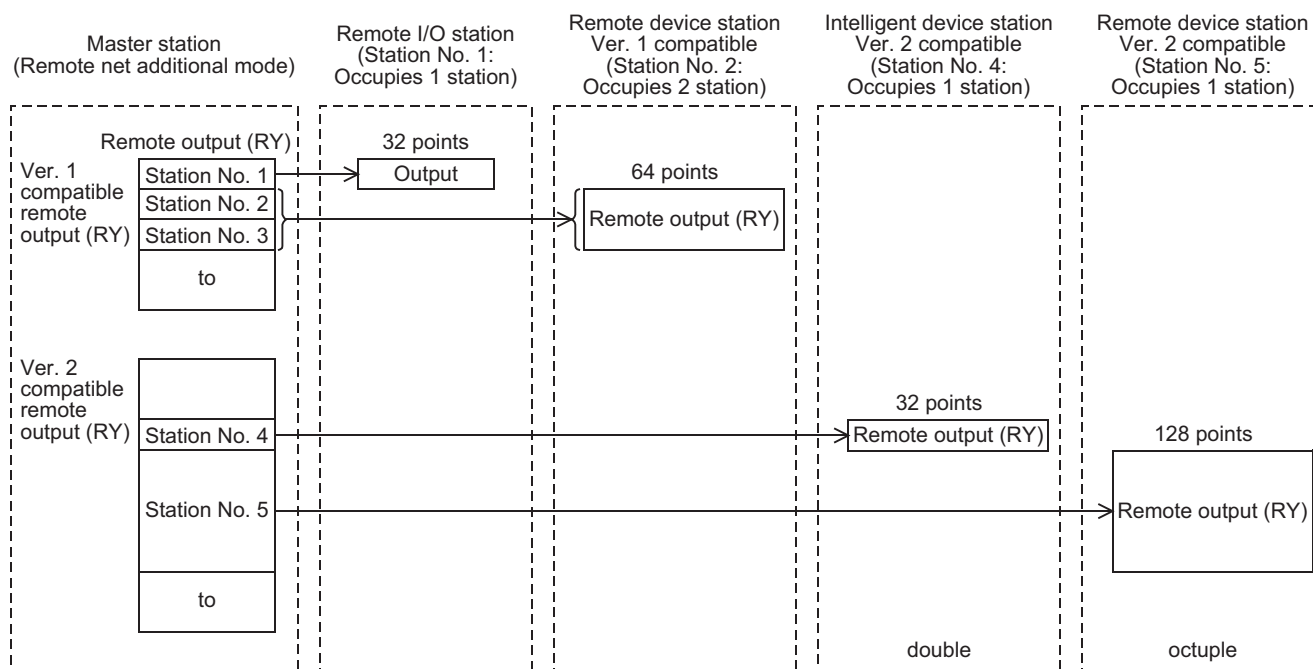 Master station
(Remote net additional mode)
Remote I/O station
(Station No. 1:
Occupies 1 station)
Remote device station
Ver. 1 compatible
(Station No. 2:
Occupies 2 station)
Intelligent device station
Ver. 2 compatible
(Station No. 4:
Occupies 1 station)
Remote device station
Ver. 2 compatible
(Station No. 5:
Occupies 1 station)
Remote output (RY)
Ver. 1
compatible
remote
output (RY)
Station No. 1
Station No. 2
Station No. 3
to
32 points
Output
64 points
Remote output (RY)
Ver. 2
compatible
remote
output (RY)
Station No. 4
Station No. 5
to
32 points
Remote output (RY)
128 points
Remote output (RY)
double
octuple